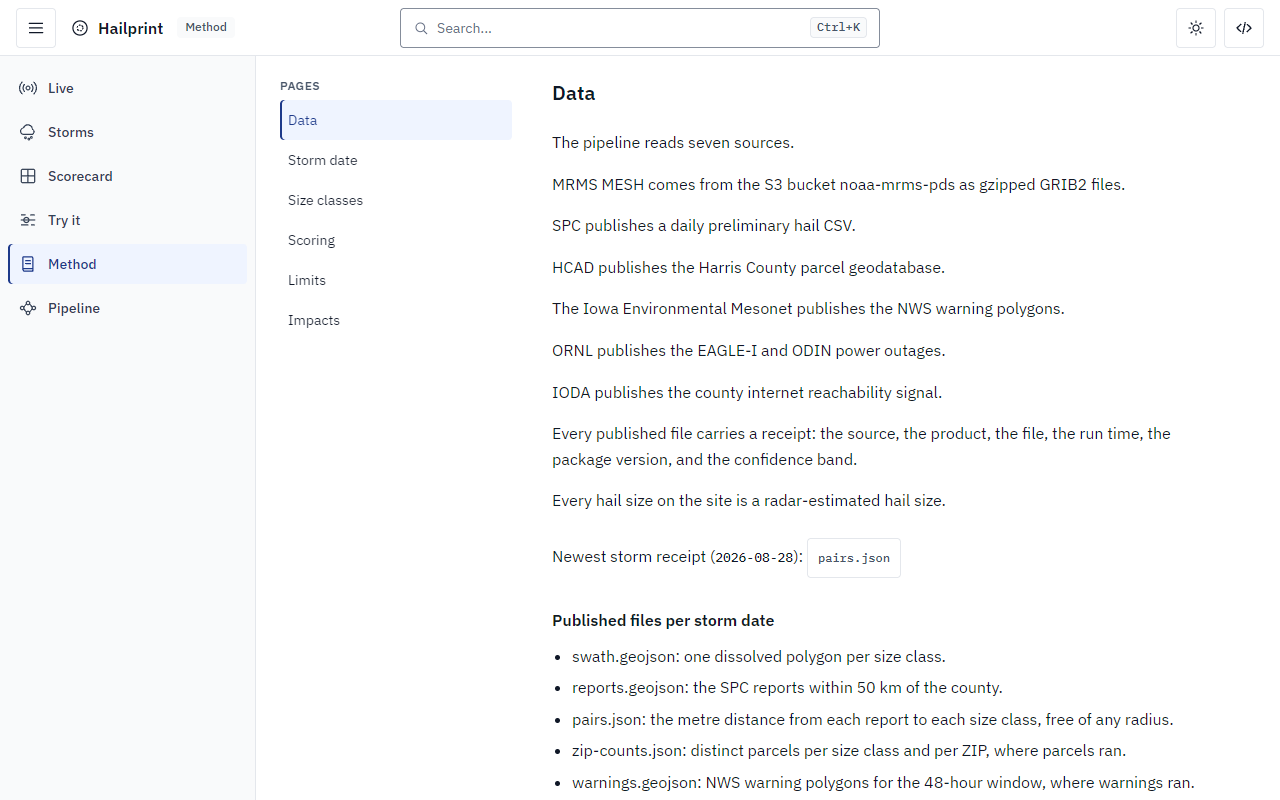 Hailprint
Method
Search...
Ctrl+K
Live
Storms
Scorecard
Try it
Method
Pipeline
PAGES
Data
Storm date
Size classes
Scoring
Limits
Impacts
Data
The pipeline reads seven sources.
MRMS MESH comes from the S3 bucket noaa-mrms-pds as gzipped GRIB2 files.
SPC publishes a daily preliminary hail CSV.
HCAD publishes the Harris County parcel geodatabase.
The Iowa Environmental Mesonet publishes the NWS warning polygons.
ORNL publishes the EAGLE-I and ODIN power outages.
IODA publishes the county internet reachability signal.
Every published file carries a receipt: the source, the product, the file, the run time, the
package version, and the confidence band.
Every hail size on the site is a radar-estimated hail size.
Newest storm receipt (2026-08-28): pairs.json
Published files per storm date
• swath.geojson: one dissolved polygon per size class.
• reports.geojson: the SPC reports within 50 km of the county.
• pairs.json: the metre distance from each report to each size class, free of any radius.
• zip-counts.json: distinct parcels per size class and per ZIP, where parcels ran.
• warnings.geojson: NWS warning polygons for the 48-hour window, where warnings ran.